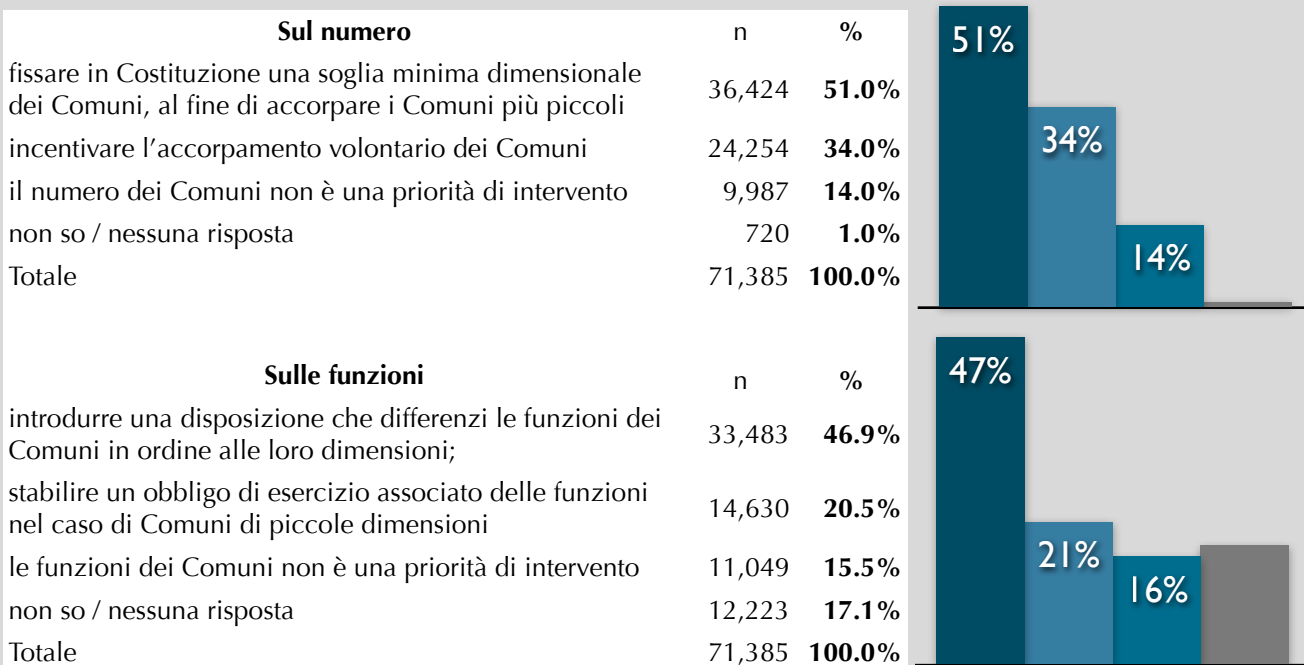 Sul numero n %
fissare in Costituzione una soglia minima dimensionale
dei Comuni, al fine di accorpare i Comuni più piccoli 36,424 51.0%
incentivare l’accorpamento volontario dei Comuni 24,254 34.0%
il numero dei Comuni non è una priorità di intervento 9,987 14.0%
non so / nessuna risposta 720 1.0%
Totale 71,385 100.0%
51%
34%
14%
Sulle funzioni n %
introdurre una disposizione che differenzi le funzioni dei
Comuni in ordine alle loro dimensioni; 33,483 46.9%
stabilire un obbligo di esercizio associato delle funzioni
nel caso di Comuni di piccole dimensioni 14,630 20.5%
le funzioni dei Comuni non è una priorità di intervento 11,049 15.5%
non so / nessuna risposta 12,223 17.1%
Totale 71,385 100.0%
47%
21%
16%